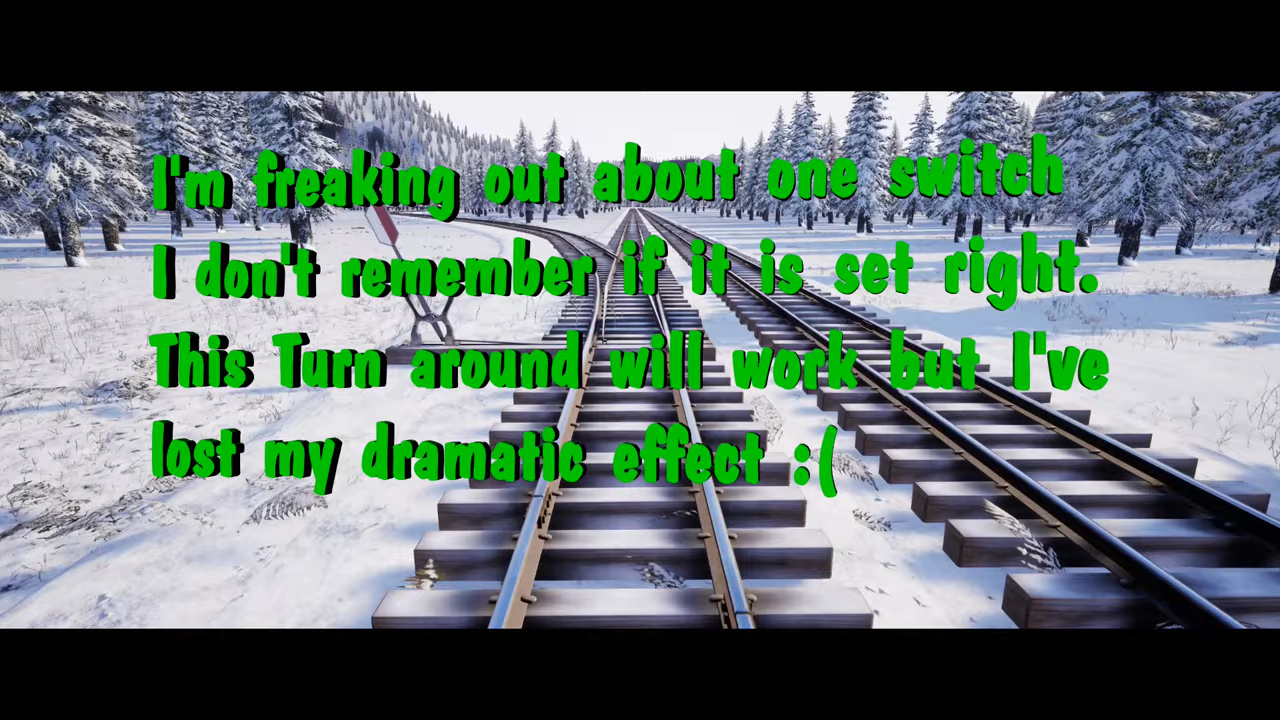 I'm freaking out about one switch
I don't remember if it is set right.
This Turn around will work but I've
lost my dramatic effect :(